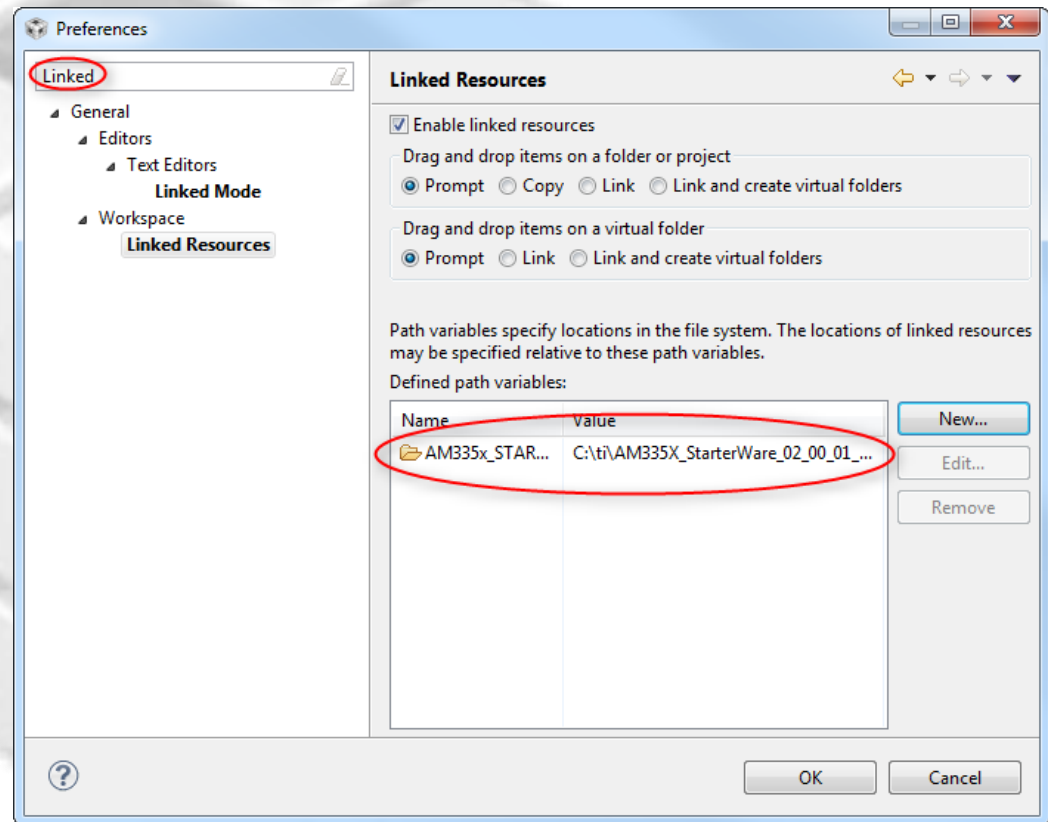 Preferences
Linked
General
Editors
Text Editors
Linked Mode
Workspace
Linked Resources
Linked Resources
Enable linked resources
Drag and drop items on a folder or project
Prompt Copy Link Link and create virtual folders
Drag and drop items on a virtual folder
Prompt Link Link and create virtual folders
Path variables specify locations in the file system. The locations of linked resources
may be specified relative to these path variables.
Defined path variables:
Name Value
AM335x_STAR... C:\ti\AM335X_StarterWare_02_00_01_...
New...
Edit...
Remove
OK Cancel